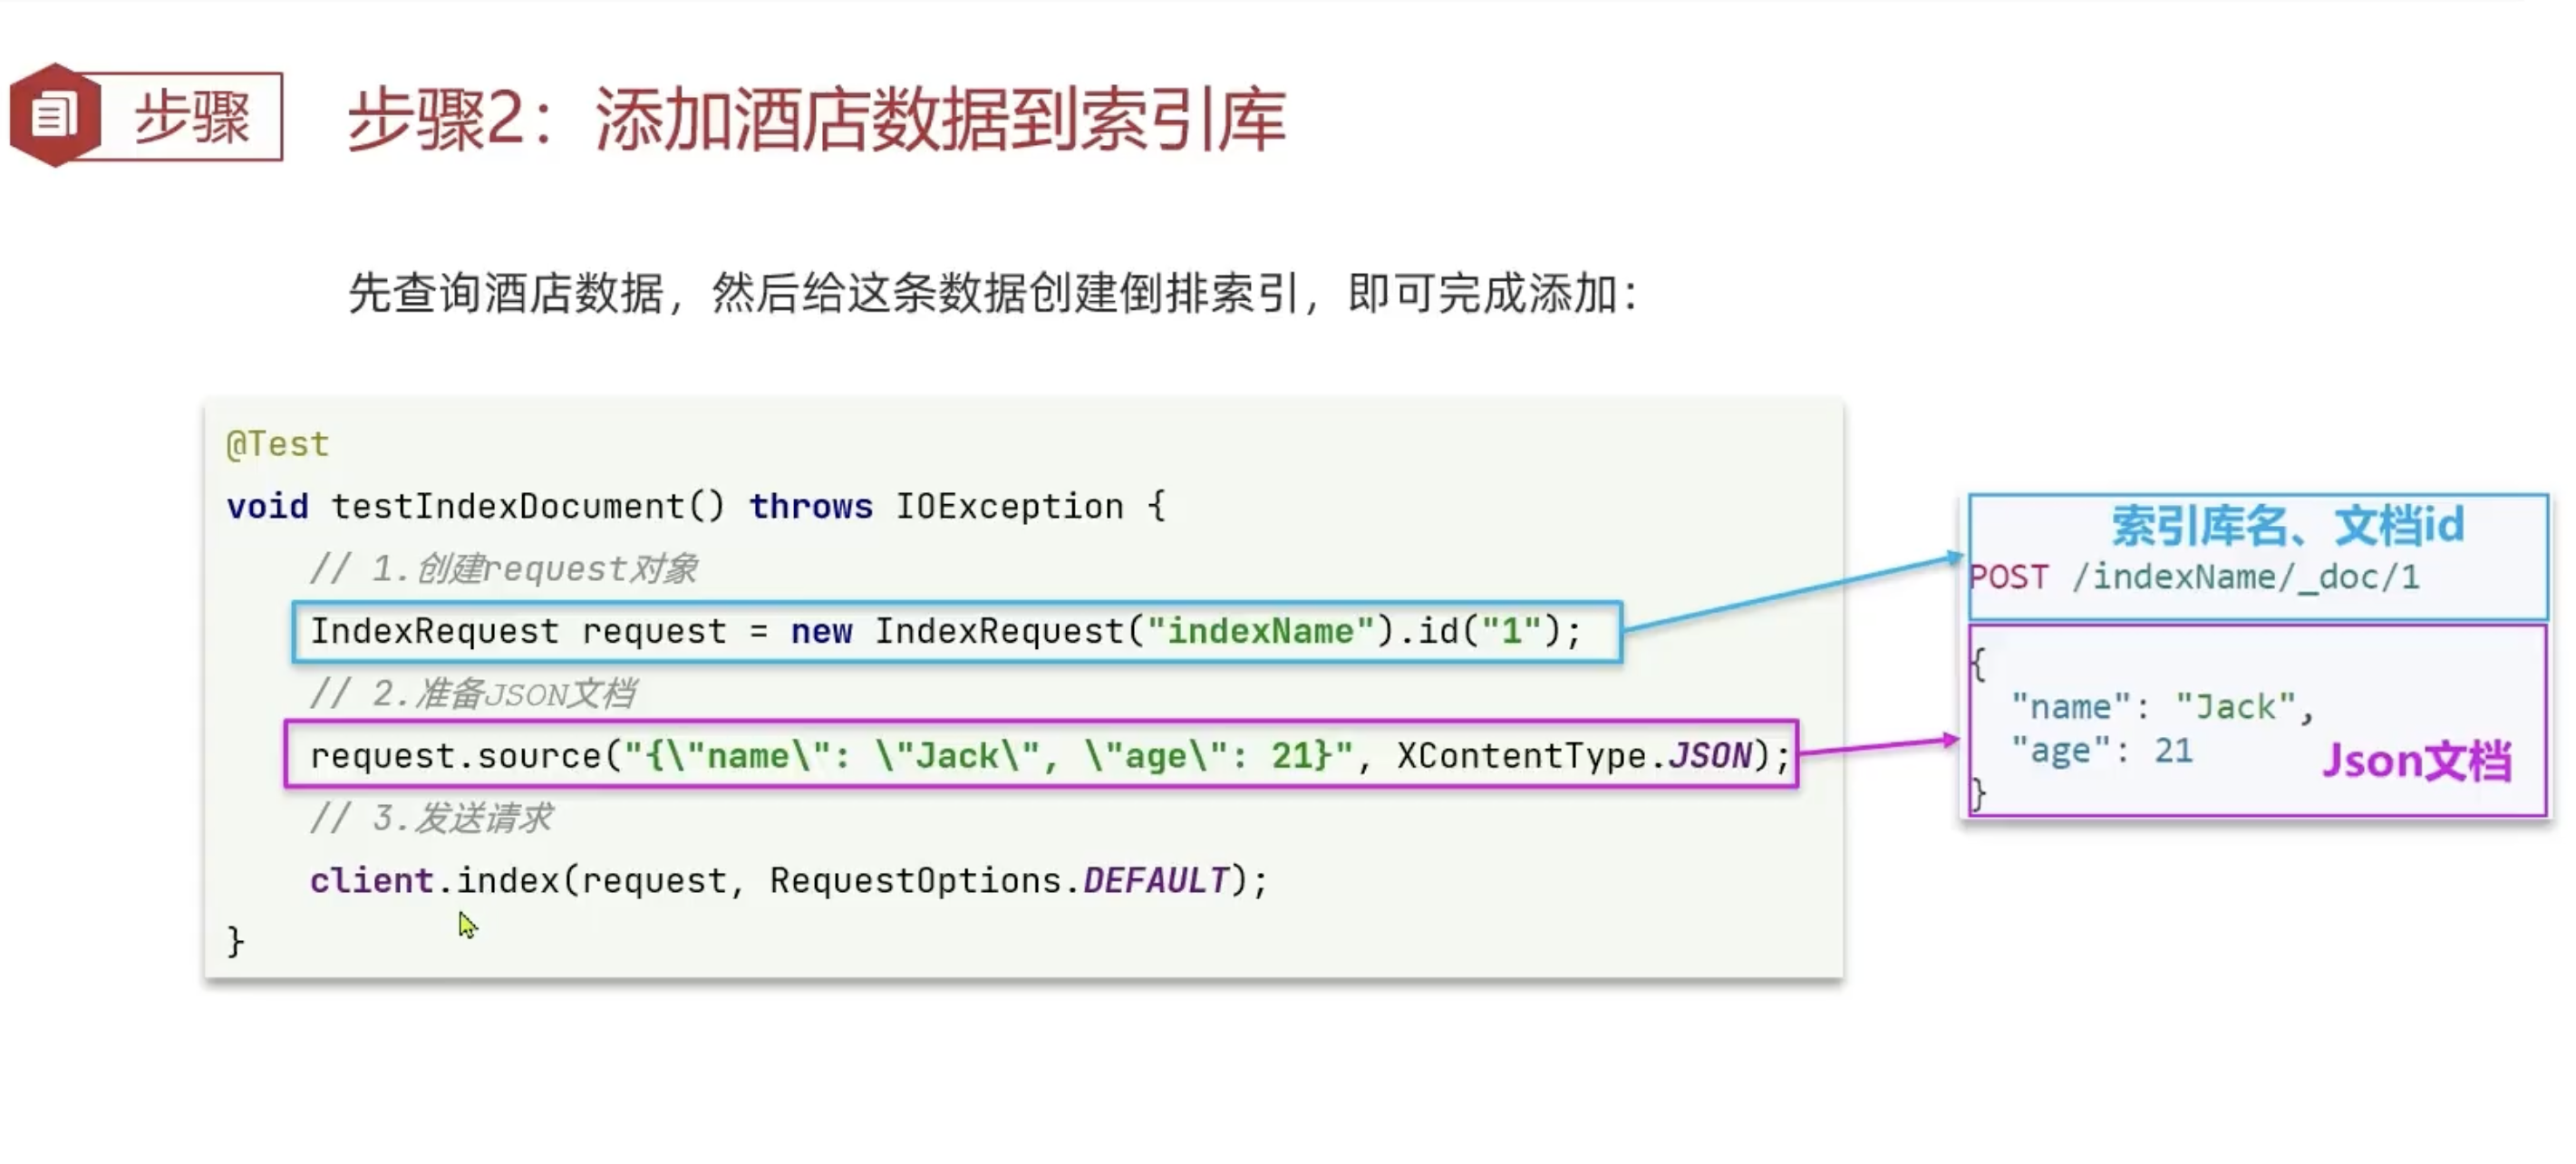 步骤
步骤2：添加酒店数据到索引库
先查询酒店数据，然后给这条数据创建倒排索引，即可完成添加：
@Test
void testIndexDocument() throws IOException {
// 1.创建request对象
IndexRequest request = new IndexRequest("indexName").id("1");
// 2.准备JSON文档
request.source("{\"name\": \"Jack\", \"age\": 21}", XContentType.JSON);
// 3.发送请求
client.index(request, RequestOptions.DEFAULT);
}
索引库名、文档id
POST /indexName/_doc/1
{
"name": "Jack",
"age": 21
Json文档
}